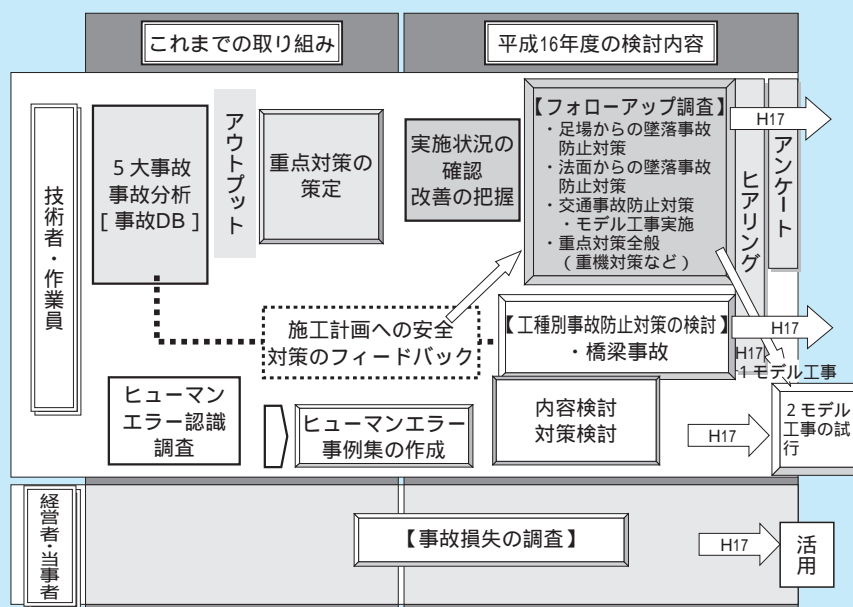 これまでの取り組み
平成16年度の検討内容
技術者・作業員
5大事故
事故分析
[事故DB]
アウトプット
重点対策の
策定
実施状況の
確認
改善の把握
【フォローアップ調査】
・足場からの墜落事故
防止対策
・法面からの墜落事故
防止対策
・交通事故防止対策
・モデル工事実施
・重点対策全般
(重機対策など)
ヒアリング
アンケート
H17
施工計画への安全
対策のフィードバック
【工種別事故防止対策の検討】
・橋梁事故
H17
H17
1モデル工事
ヒューマン
エラー認識
調査
ヒューマンエラー
事例集の作成
内容検討
対策検討
H17
2モデル
工事の試
行
経営者・当事者
【事故損失の調査】
H17
活用